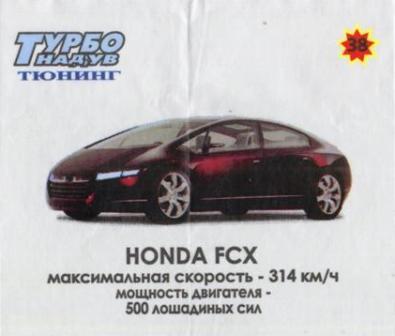 ТУРБО
НАДУВ
ТЮНИНГ
38
HONDA FCX
максимальная скорость - 314 км/ч
мощность двигателя -
500 лошадиных сил